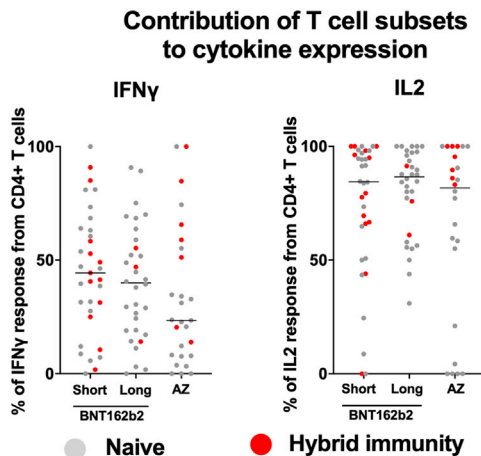 Contribution of T cell subsets
to cytokine expression
IFNγ
% of IFNγ response from CD4+ T cells
100
50
0
Short
Long
AZ
BNT162b2
IL2
% of IL2 response from CD4+ T cells
100
50
0
Short
Long
AZ
BNT162b2
Naive
Hybrid immunity